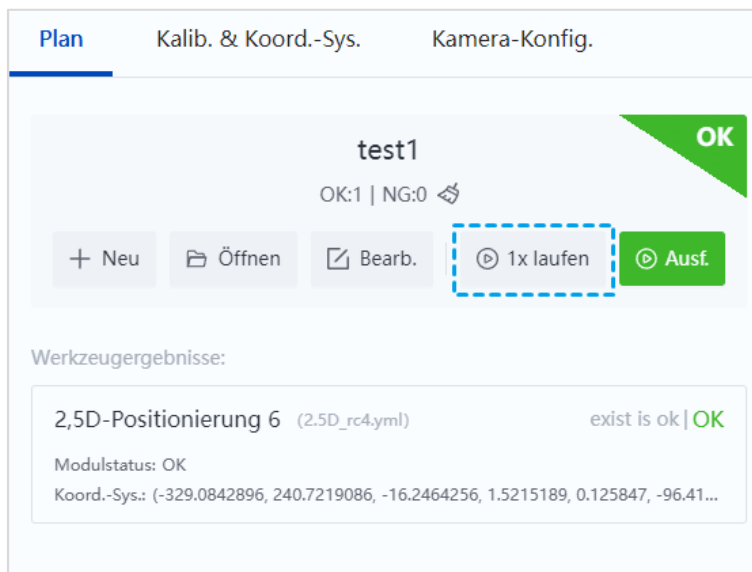 Plan Kalib. & Koord.-Sys. Kamera-Konfig.
OK
test1
OK:1 | NG:0
Neu Öffnen Bearb. 1x laufen Ausf.
Werkzeugergebnisse:
2,5D-Positionierung 6 (2.5D_rc4.yml) exist is ok | OK
Modulstatus: OK
Koord.-Sys.: (-329.0842896, 240.7219086, -16.2464256, 1.5215189, 0.125847, -96.41...